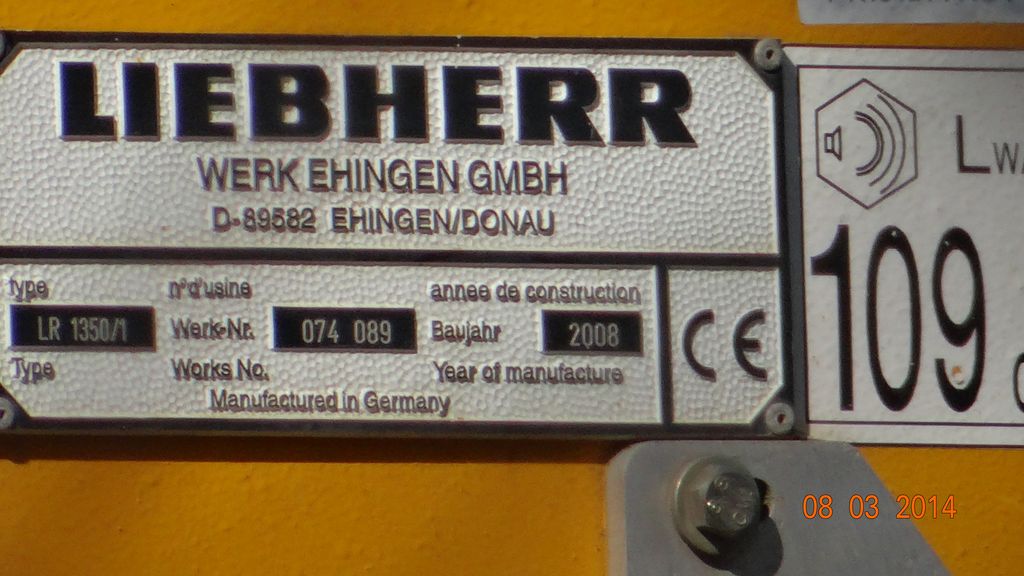 LIEBHERR
WERK EHINGEN GMBH
D-89582 EHINGEN/DONAU
type n°d'usine annee de construction
LR 1350/1 Werk-Nr. 074 089 Baujahr 2008
Type Works No. Year of manufacture
Manufactured in Germany
CE
LWA
109
08 03 2014